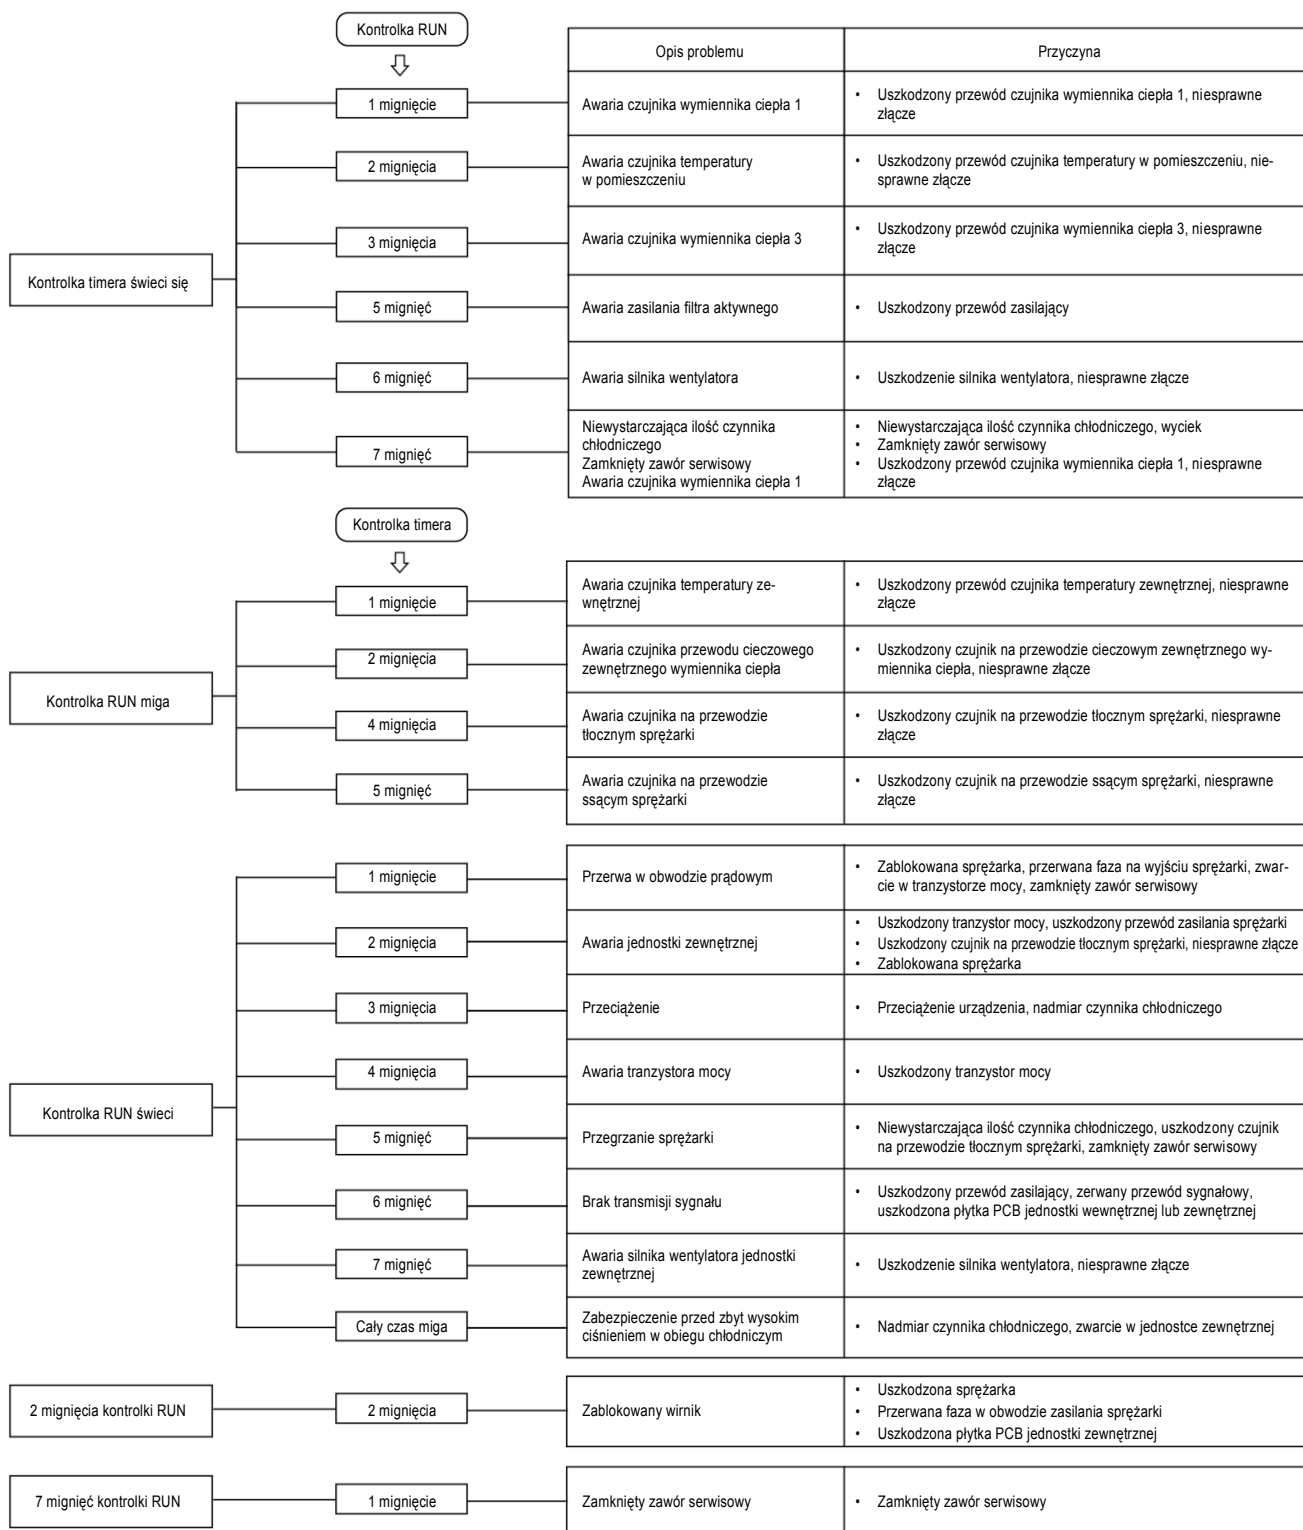 Kontrolka RUN
Opis problemu
Przyczyna
Kontrolka timera świeci się
1 mignięcie
Awaria czujnika wymiennika ciepła 1
• Uszkodzony przewód czujnika wymiennika ciepła 1, niesprawne
złącze
2 mignięcia
Awaria czujnika temperatury
w pomieszczeniu
• Uszkodzony przewód czujnika temperatury w pomieszczeniu, nie-
sprawne złącze
3 mignięcia
Awaria czujnika wymiennika ciepła 3
• Uszkodzony przewód czujnika wymiennika ciepła 3, niesprawne
złącze
5 mignięć
Awaria zasilania filtra aktywnego
• Uszkodzony przewód zasilający
6 mignięć
Awaria silnika wentylatora
• Uszkodzenie silnika wentylatora, niesprawne złącze
7 mignięć
Niewystarczająca ilość czynnika
chłodniczego
Zamknięty zawór serwisowy
Awaria czujnika wymiennika ciepła 1
• Niewystarczająca ilość czynnika chłodniczego, wyciek
• Zamknięty zawór serwisowy
• Uszkodzony przewód czujnika wymiennika ciepła 1, niesprawne
złącze
Kontrolka timera
Kontrolka RUN miga
1 mignięcie
Awaria czujnika temperatury ze-
wnętrznej
• Uszkodzony przewód czujnika temperatury zewnętrznej, niesprawne
złącze
2 mignięcia
Awaria czujnika przewodu cieczowego
zewnętrznego wymiennika ciepła
• Uszkodzony czujnik na przewodzie cieczowym zewnętrznego wy-
miennika ciepła, niesprawne złącze
4 mignięcia
Awaria czujnika na przewodzie
tłocznym sprężarki
• Uszkodzony czujnik na przewodzie tłocznym sprężarki, niesprawne
złącze
5 mignięć
Awaria czujnika na przewodzie
ssącym sprężarki
• Uszkodzony czujnik na przewodzie ssącym sprężarki, niesprawne
złącze
Kontrolka RUN świeci
1 mignięcie
Przerwa w obwodzie prądowym
• Zablokowana sprężarka, przerwana faza na wyjściu sprężarki, zwar-
cie w tranzystorze mocy, zamknięty zawór serwisowy
2 mignięcia
Awaria jednostki zewnętrznej
• Uszkodzony tranzystor mocy, uszkodzony przewód zasilania sprężarki
• Uszkodzony czujnik na przewodzie tłocznym sprężarki, niesprawne złącze
• Zablokowana sprężarka
3 mignięcia
Przeciążenie
• Przeciążenie urządzenia, nadmiar czynnika chłodniczego
4 mignięcia
Awaria tranzystora mocy
• Uszkodzony tranzystor mocy
5 mignięć
Przegrzanie sprężarki
• Niewystarczająca ilość czynnika chłodniczego, uszkodzony czujnik
na przewodzie tłocznym sprężarki, zamknięty zawór serwisowy
6 mignięć
Brak transmisji sygnału
• Uszkodzony przewód zasilający, zerwany przewód sygnałowy,
uszkodzona płytka PCB jednostki wewnętrznej lub zewnętrznej
7 mignięć
Awaria silnika wentylatora jednostki
zewnętrznej
• Uszkodzenie silnika wentylatora, niesprawne złącze
Cały czas miga
Zabezpieczenie przed zbyt wysokim
ciśnieniem w obiegu chłodniczym
• Nadmiar czynnika chłodniczego, zwarcie w jednostce zewnętrznej
2 mignięcia kontrolki RUN
2 mignięcia
Zablokowany wirnik
• Uszkodzona sprężarka
• Przerwana faza w obwodzie zasilania sprężarki
• Uszkodzona płytka PCB jednostki zewnętrznej
7 mignięć kontrolki RUN
1 mignięcie
Zamknięty zawór serwisowy
• Zamknięty zawór serwisowy